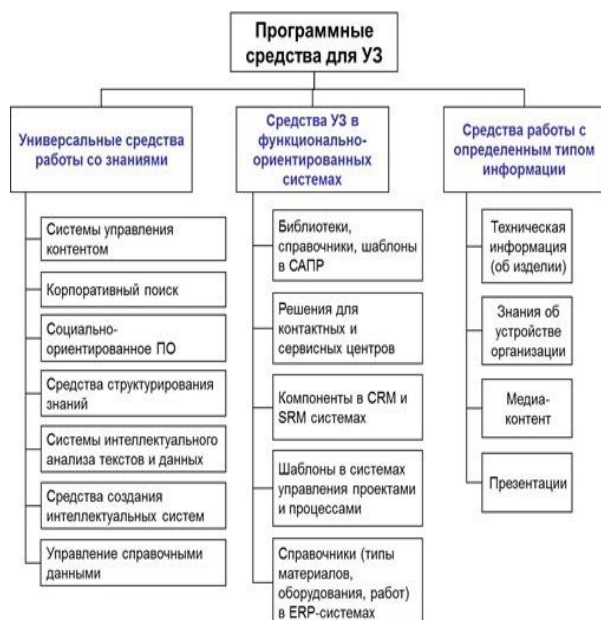 Программные
средства для УЗ
Универсальные средства
работы со знаниями
Системы управления
контентом
Корпоративный поиск
Социально-
ориентированное ПО
Средства структурирования
знаний
Системы интеллектуального
анализа текстов и данных
Средства создания
интеллектуальных систем
Управление справочными
данными
Средства УЗ в
функционально-
ориентированных
системах
Библиотеки,
справочники, шаблоны
в САПР
Решения для
контактных и
сервисных центров
Компоненты в CRM и
SRM системах
Шаблоны в системах
управления проектами
и процессами
Справочники (типы
материалов,
оборудования, работ)
в ERP-системах
Средства работы с
определенным типом
информации
Техническая
информация
(об изделии)
Знания об
устройстве
организации
Медиа-
контент
Презентации